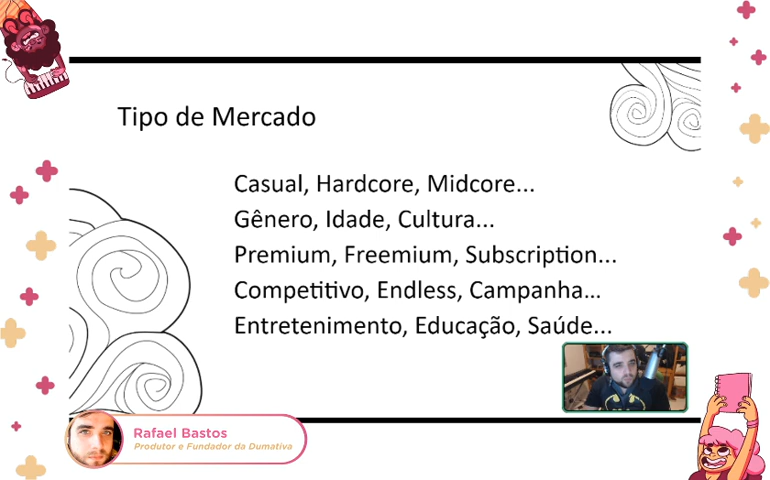 Tipo de Mercado
Casual, Hardcore, Midcore...
Gênero, Idade, Cultura...
Premium, Freemium, Subscription...
Competitivo, Endless, Campanha...
Entretenimento, Educação, Saúde...
Rafael Bastos
Produtor e Fundador da Dumativa